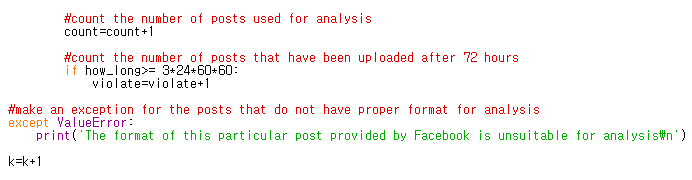 #count the number of posts used for analysis
count=count+1
#count the number of posts that have been uploaded after 72 hours
if how_long>= 3*24*60*60:
violate=violate+1
#make an exception for the posts that do not have proper format for analysis
except ValueError:
print('The format of this particular post provided by Facebook is unsuitable for analysis₩n')
k=k+1